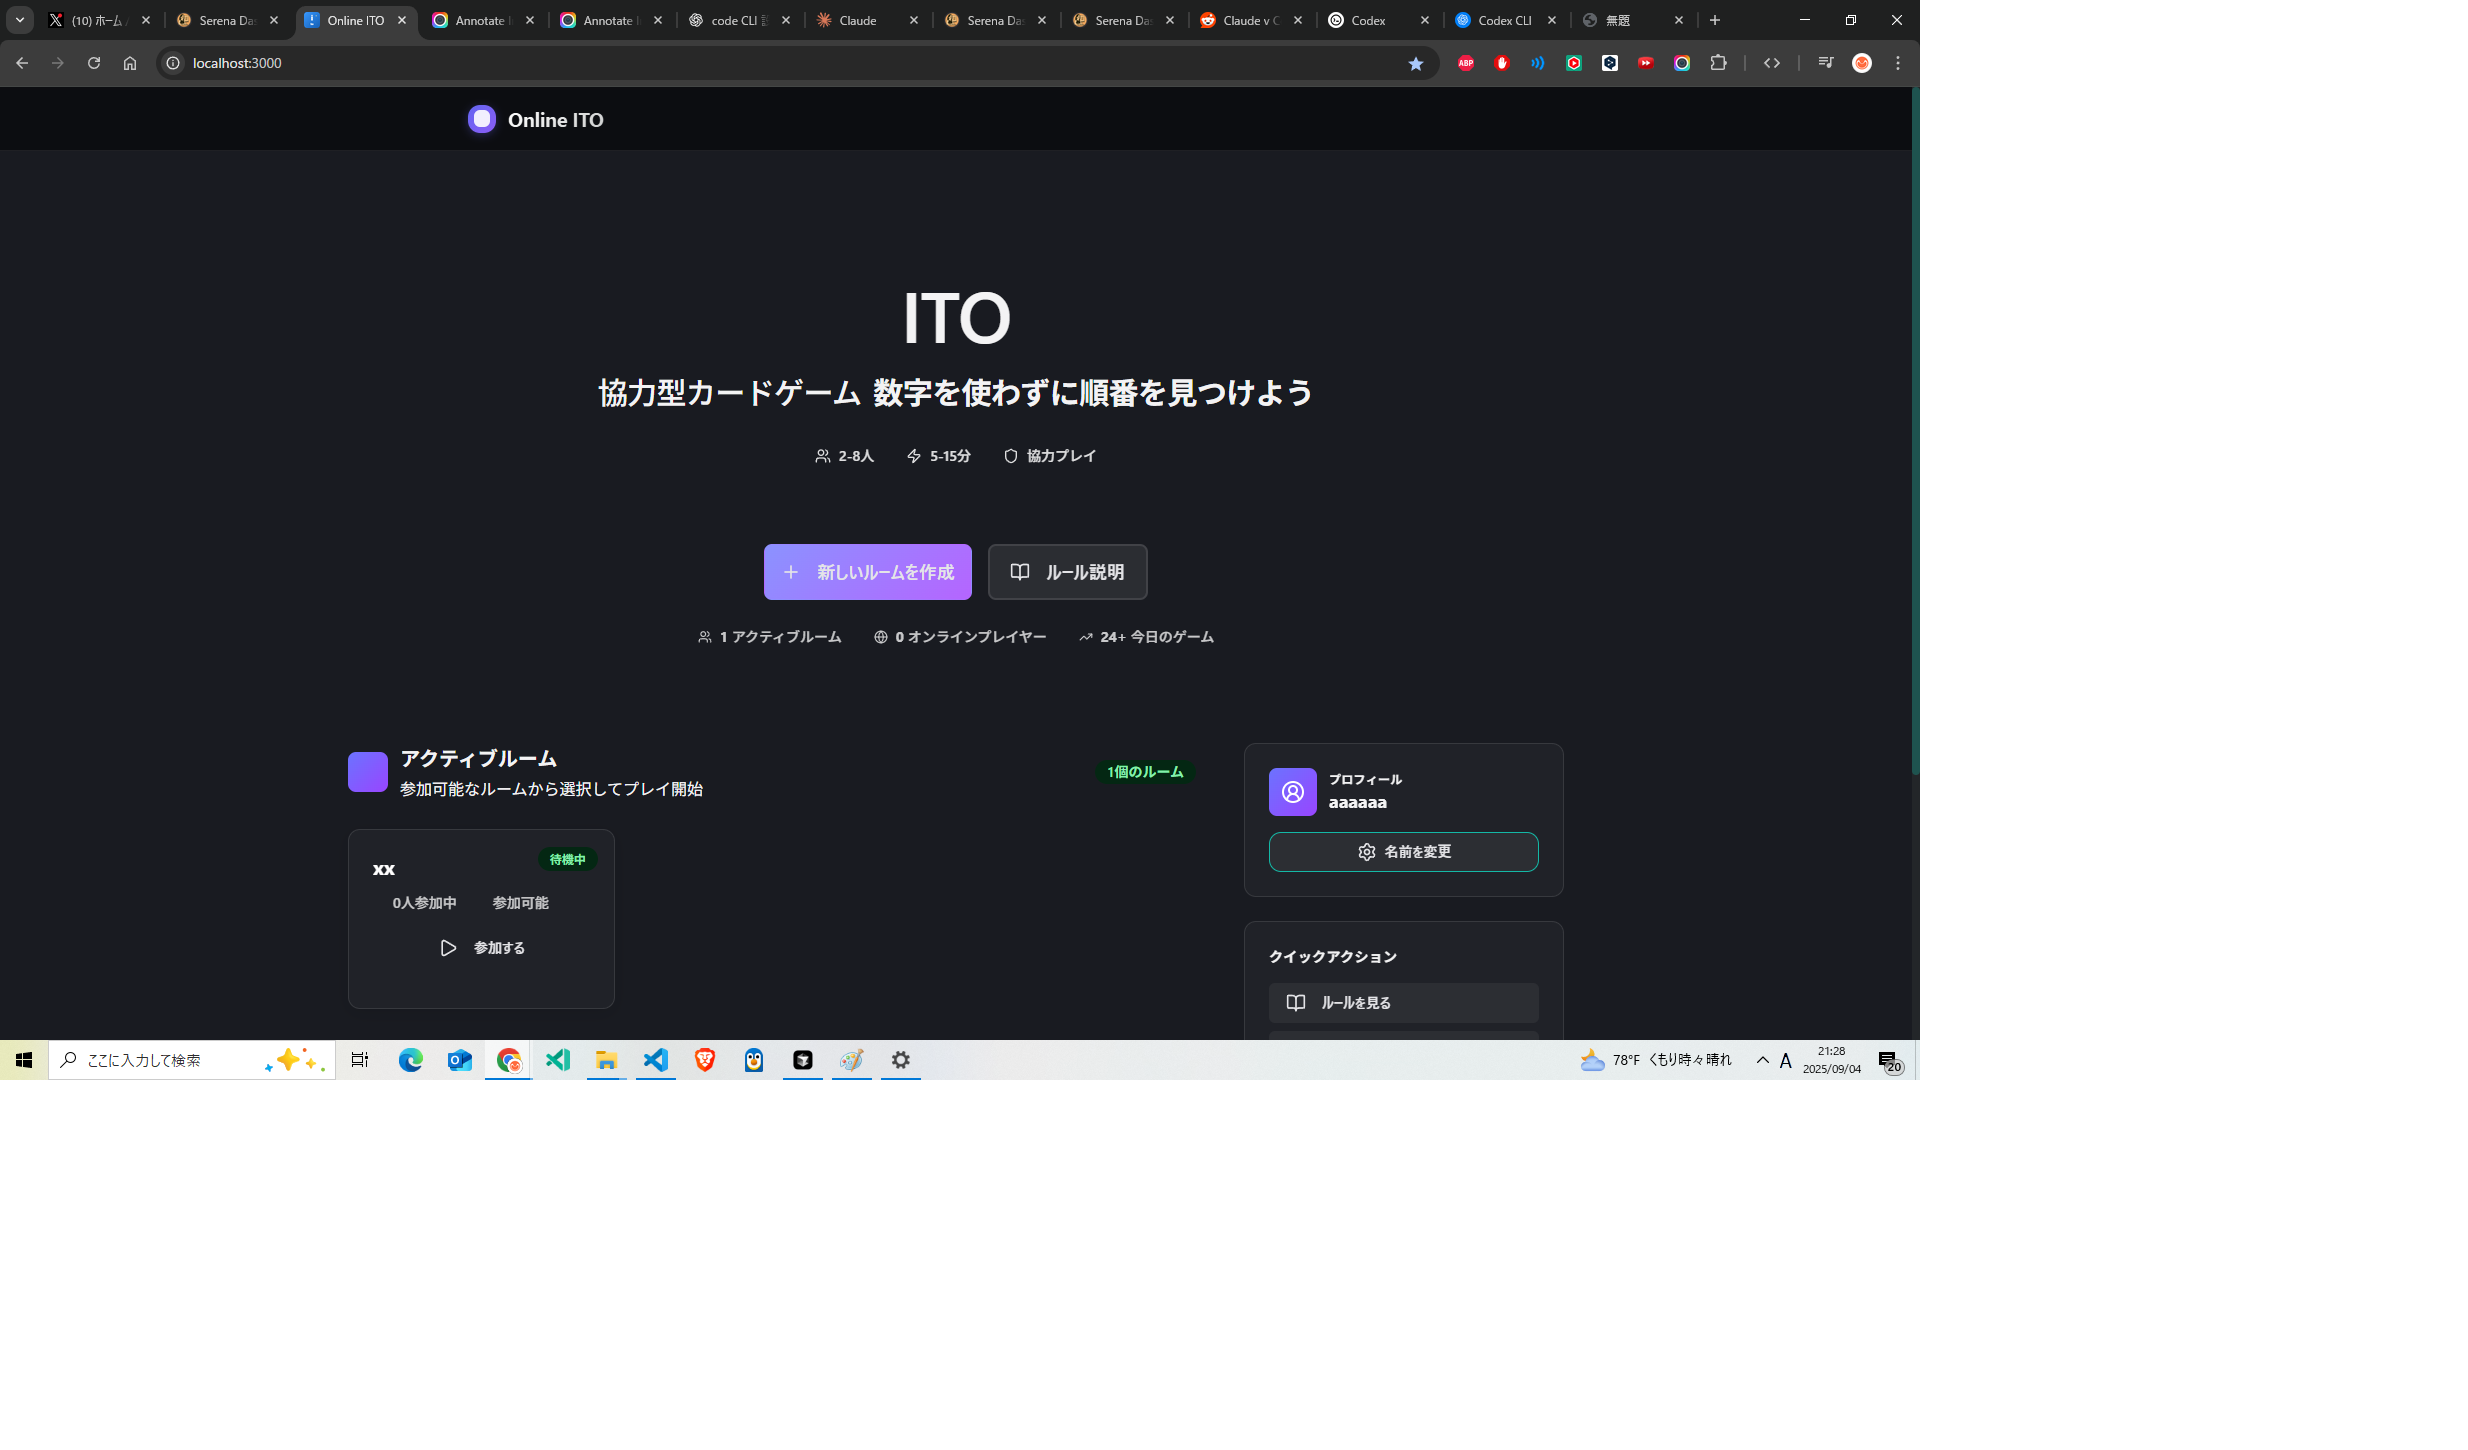 (10) ホーム
Serena Das
Online ITO
Annotate I
Annotate I
code CLI
Claude
Serena Das
Serena Das
Claude v C
Codex
Codex CLI
無題
localhost:3000
ABP
Online ITO
ITO
協力型カードゲーム 数字を使わずに順番を見つけよう
2-8人 5-15分 協力プレイ
新しいルームを作成
ルール説明
1 アクティブルーム 0 オンラインプレイヤー 24+ 今日のゲーム
アクティブルーム
参加可能なルームから選択してプレイ開始
1個のルーム
xx
待機中
0人参加中 参加可能
参加する
プロフィール
aaaaaa
名前を変更
クイックアクション
ルールを見る
ここに入力して検索
78°F くもり時々晴れ
A
21:28
2025/09/04
20